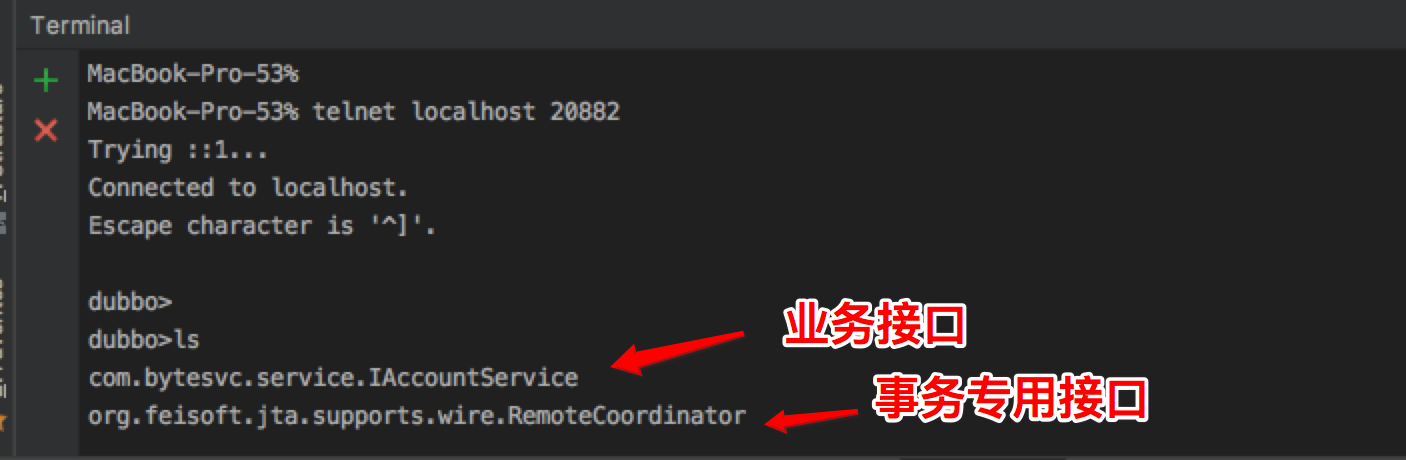 Terminal
MacBook-Pro-53%
MacBook-Pro-53% telnet localhost 20882
Trying ::1...
Connected to localhost.
Escape character is '^]'.
dubbo>
dubbo>ls
业务接口
com.bytesvc.service.IAccountService
事务专用接口
org.feisoft.jta.supports.wire.RemoteCoordinator